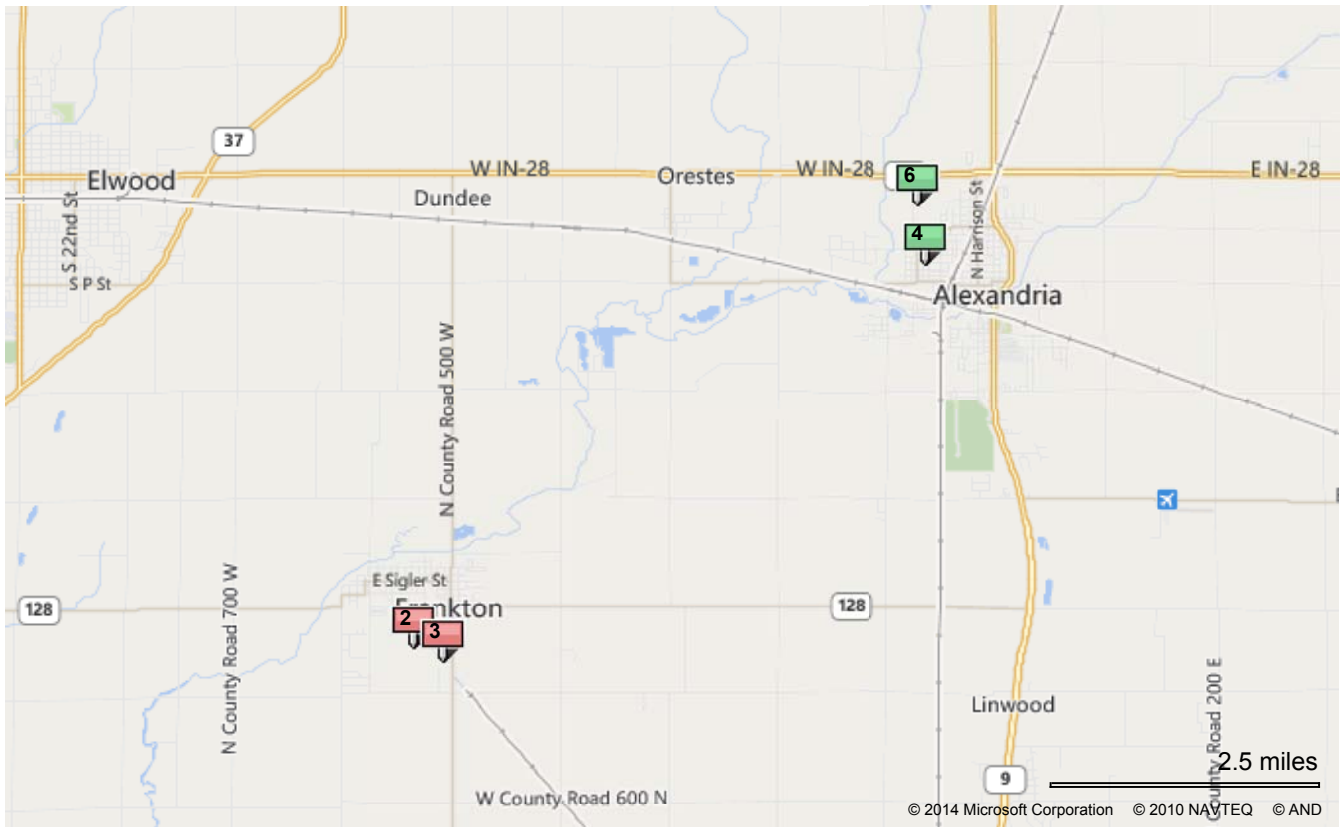 37
W IN-28
Orestes
W IN-28
6
E IN-28
Elwood
Dundee
S 22nd St
N Harrison St
4
S P St
Alexandria
N County Road 500 W
E Sigler St
128
Frankton
128
2
3
N County Road 700 W
Linwood
County Road 200 E
2.5 miles
9
W County Road 600 N
© 2014 Microsoft Corporation © 2010 NAVTEQ © AND